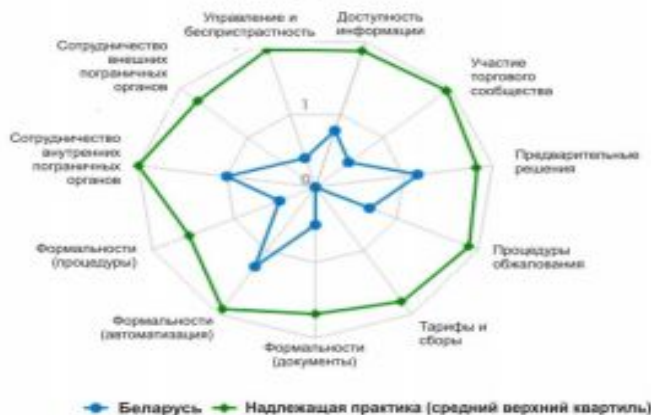 Управление и
беспристрастность
Доступность
информации
Сотрудничество
внешних
пограничных
органов
Участие
торгового
сообщества
1
Сотрудничество
внутренних
пограничных
органов
0
Предварительные
решения
Формальности
(процедуры)
Процедуры
обжалования
Формальности
(автоматизация)
Формальности
(документы)
Тарифы и
сборы
Беларусь
Надлежащая практика (средний верхний квартиль)